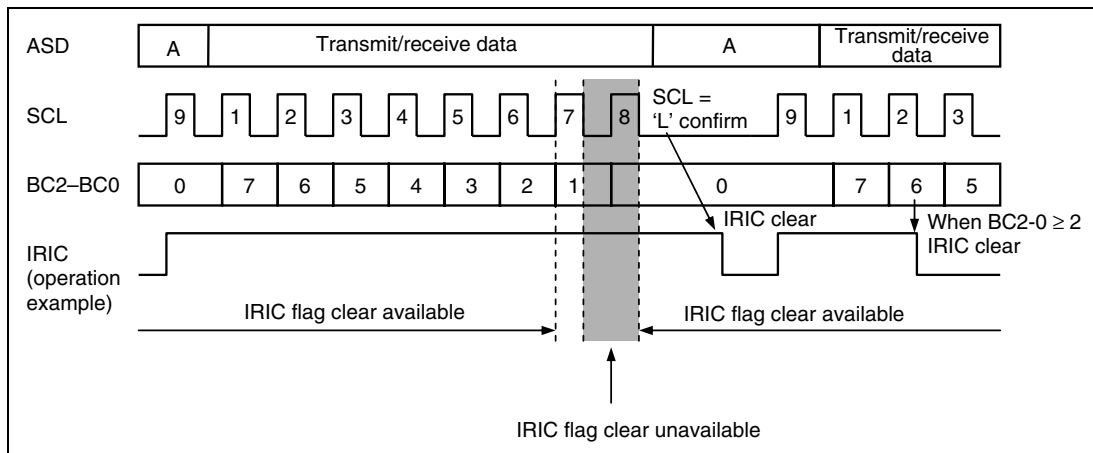 ASD A Transmit/receive data A Transmit/receive data
SCL 9 1 2 3 4 5 6 7 8 SCL = 'L' confirm 9 1 2 3
BC2–BC0 0 7 6 5 4 3 2 1 0 7 6 5
IRIC (operation example)
IRIC clear
When BC2-0 ≥ 2
IRIC clear
IRIC flag clear available
IRIC flag clear available
IRIC flag clear unavailable